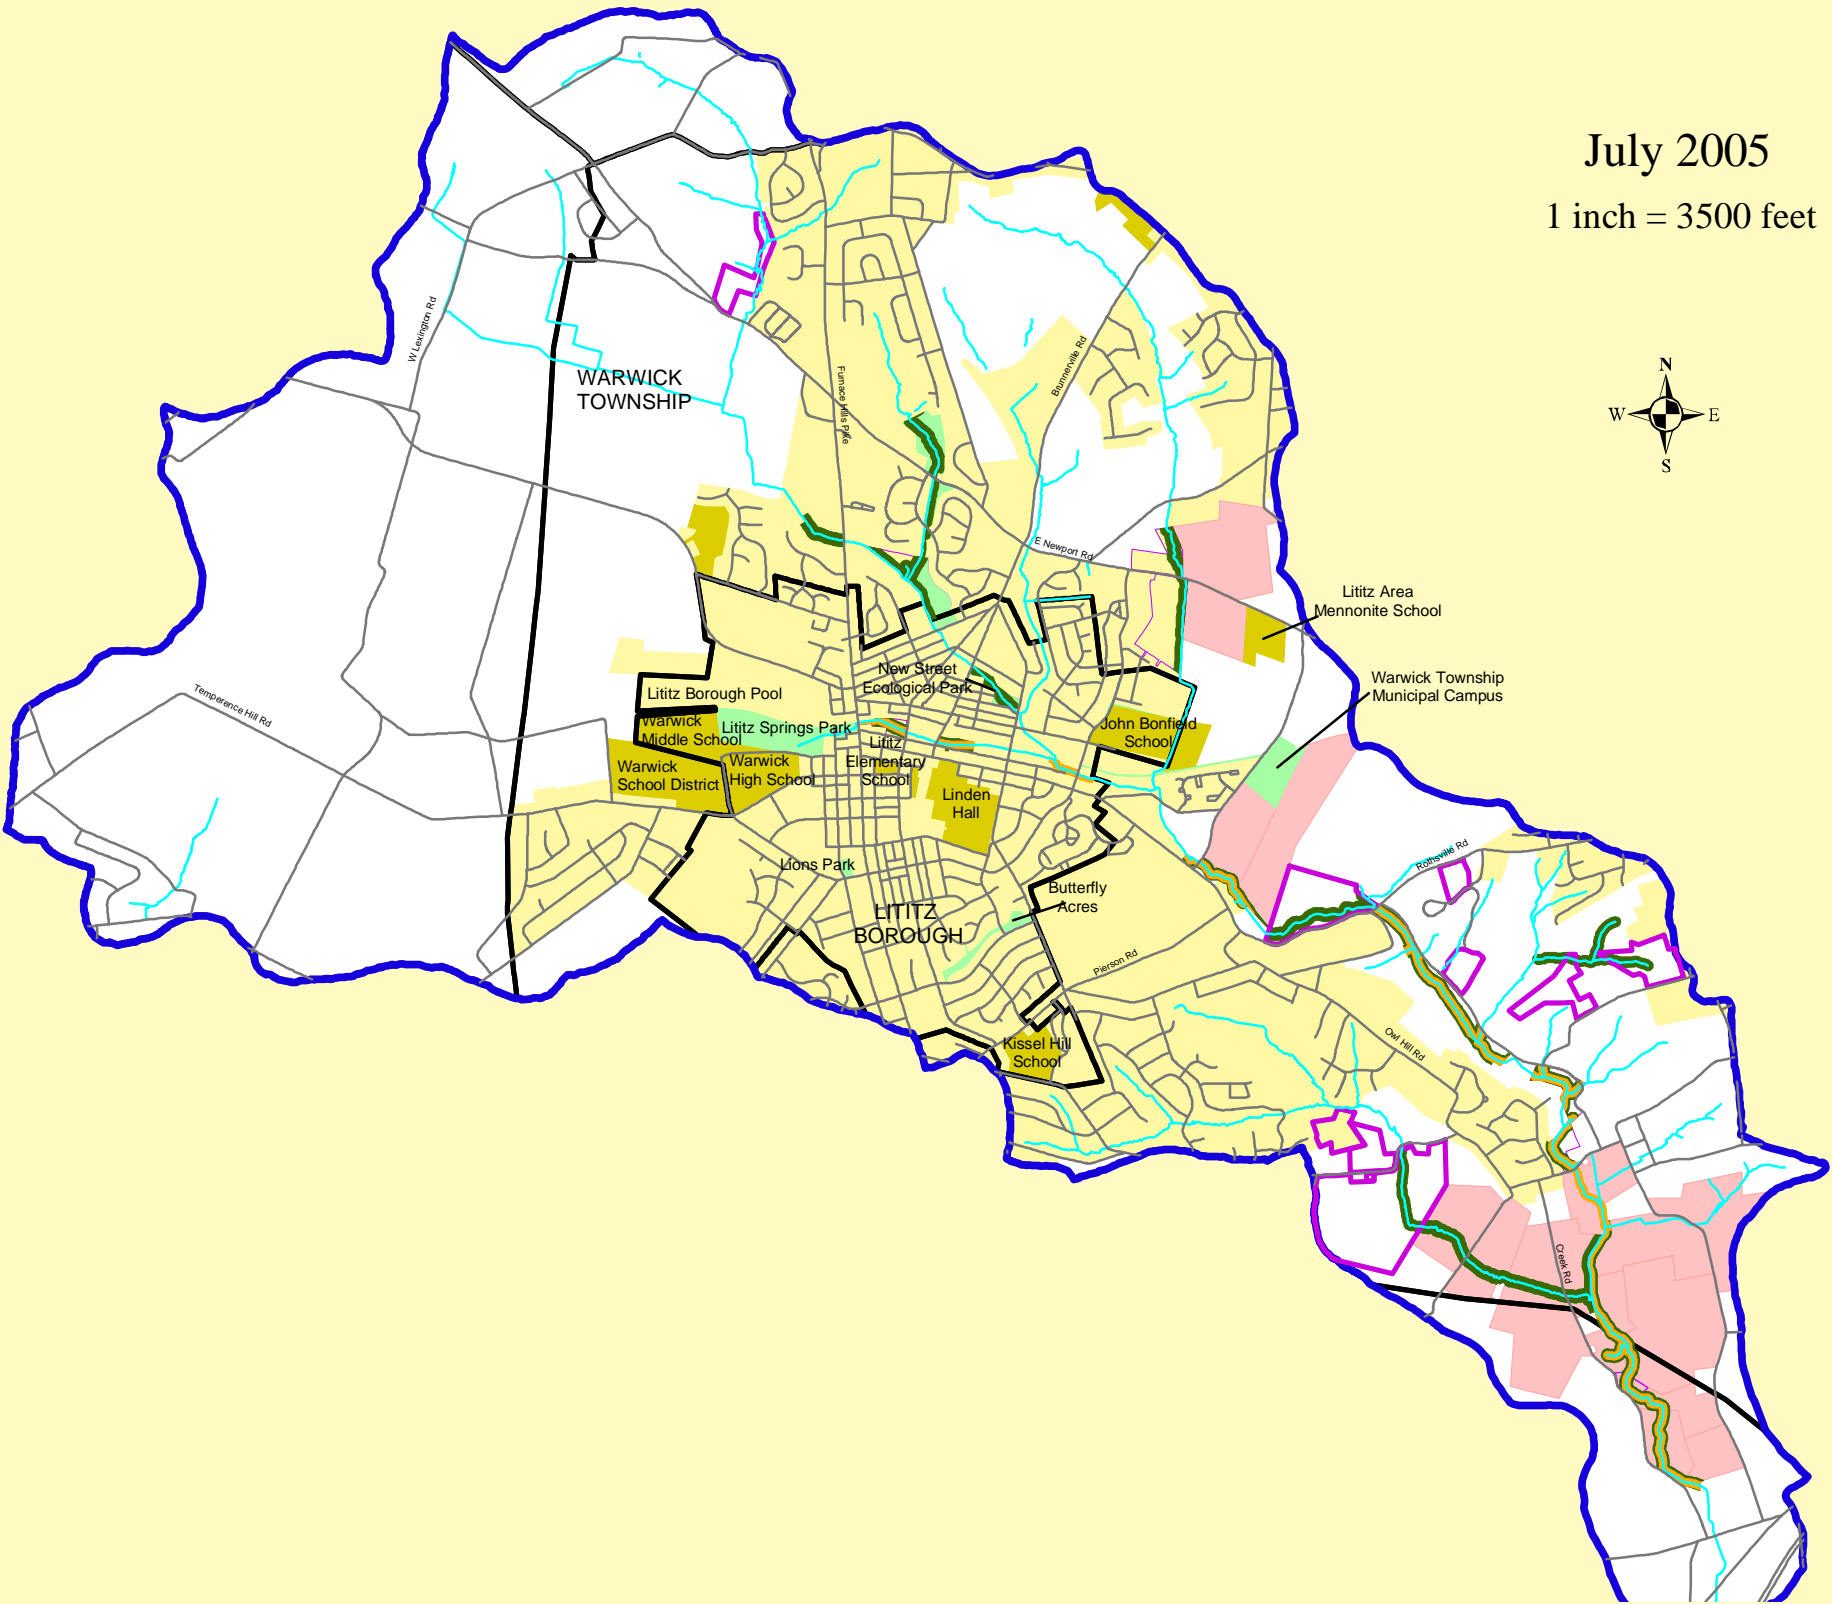 July 2005
1 inch = 3500 feet
N
W
E
S
W Lexington Rd
WARWICK
TOWNSHIP
Furnace Hills Pike
Brunnerville Rd
E Newport Rd
Lititz Area
Mennonite School
Warwick Township
Municipal Campus
New Street
Ecological Park
Temperence Hill Rd
Lititz Borough Pool
Warwick
Middle School
Lititz Springs Park
John Bonfield
School
Lititz
Elementary
School
Warwick
School District
Warwick
High School
Linden
Hall
Lions Park
Rothsville Rd
Butterfly
Acres
LITITZ
BOROUGH
Pierson Rd
Kissel Hill
School
Owl Hill Rd
Creek Rd